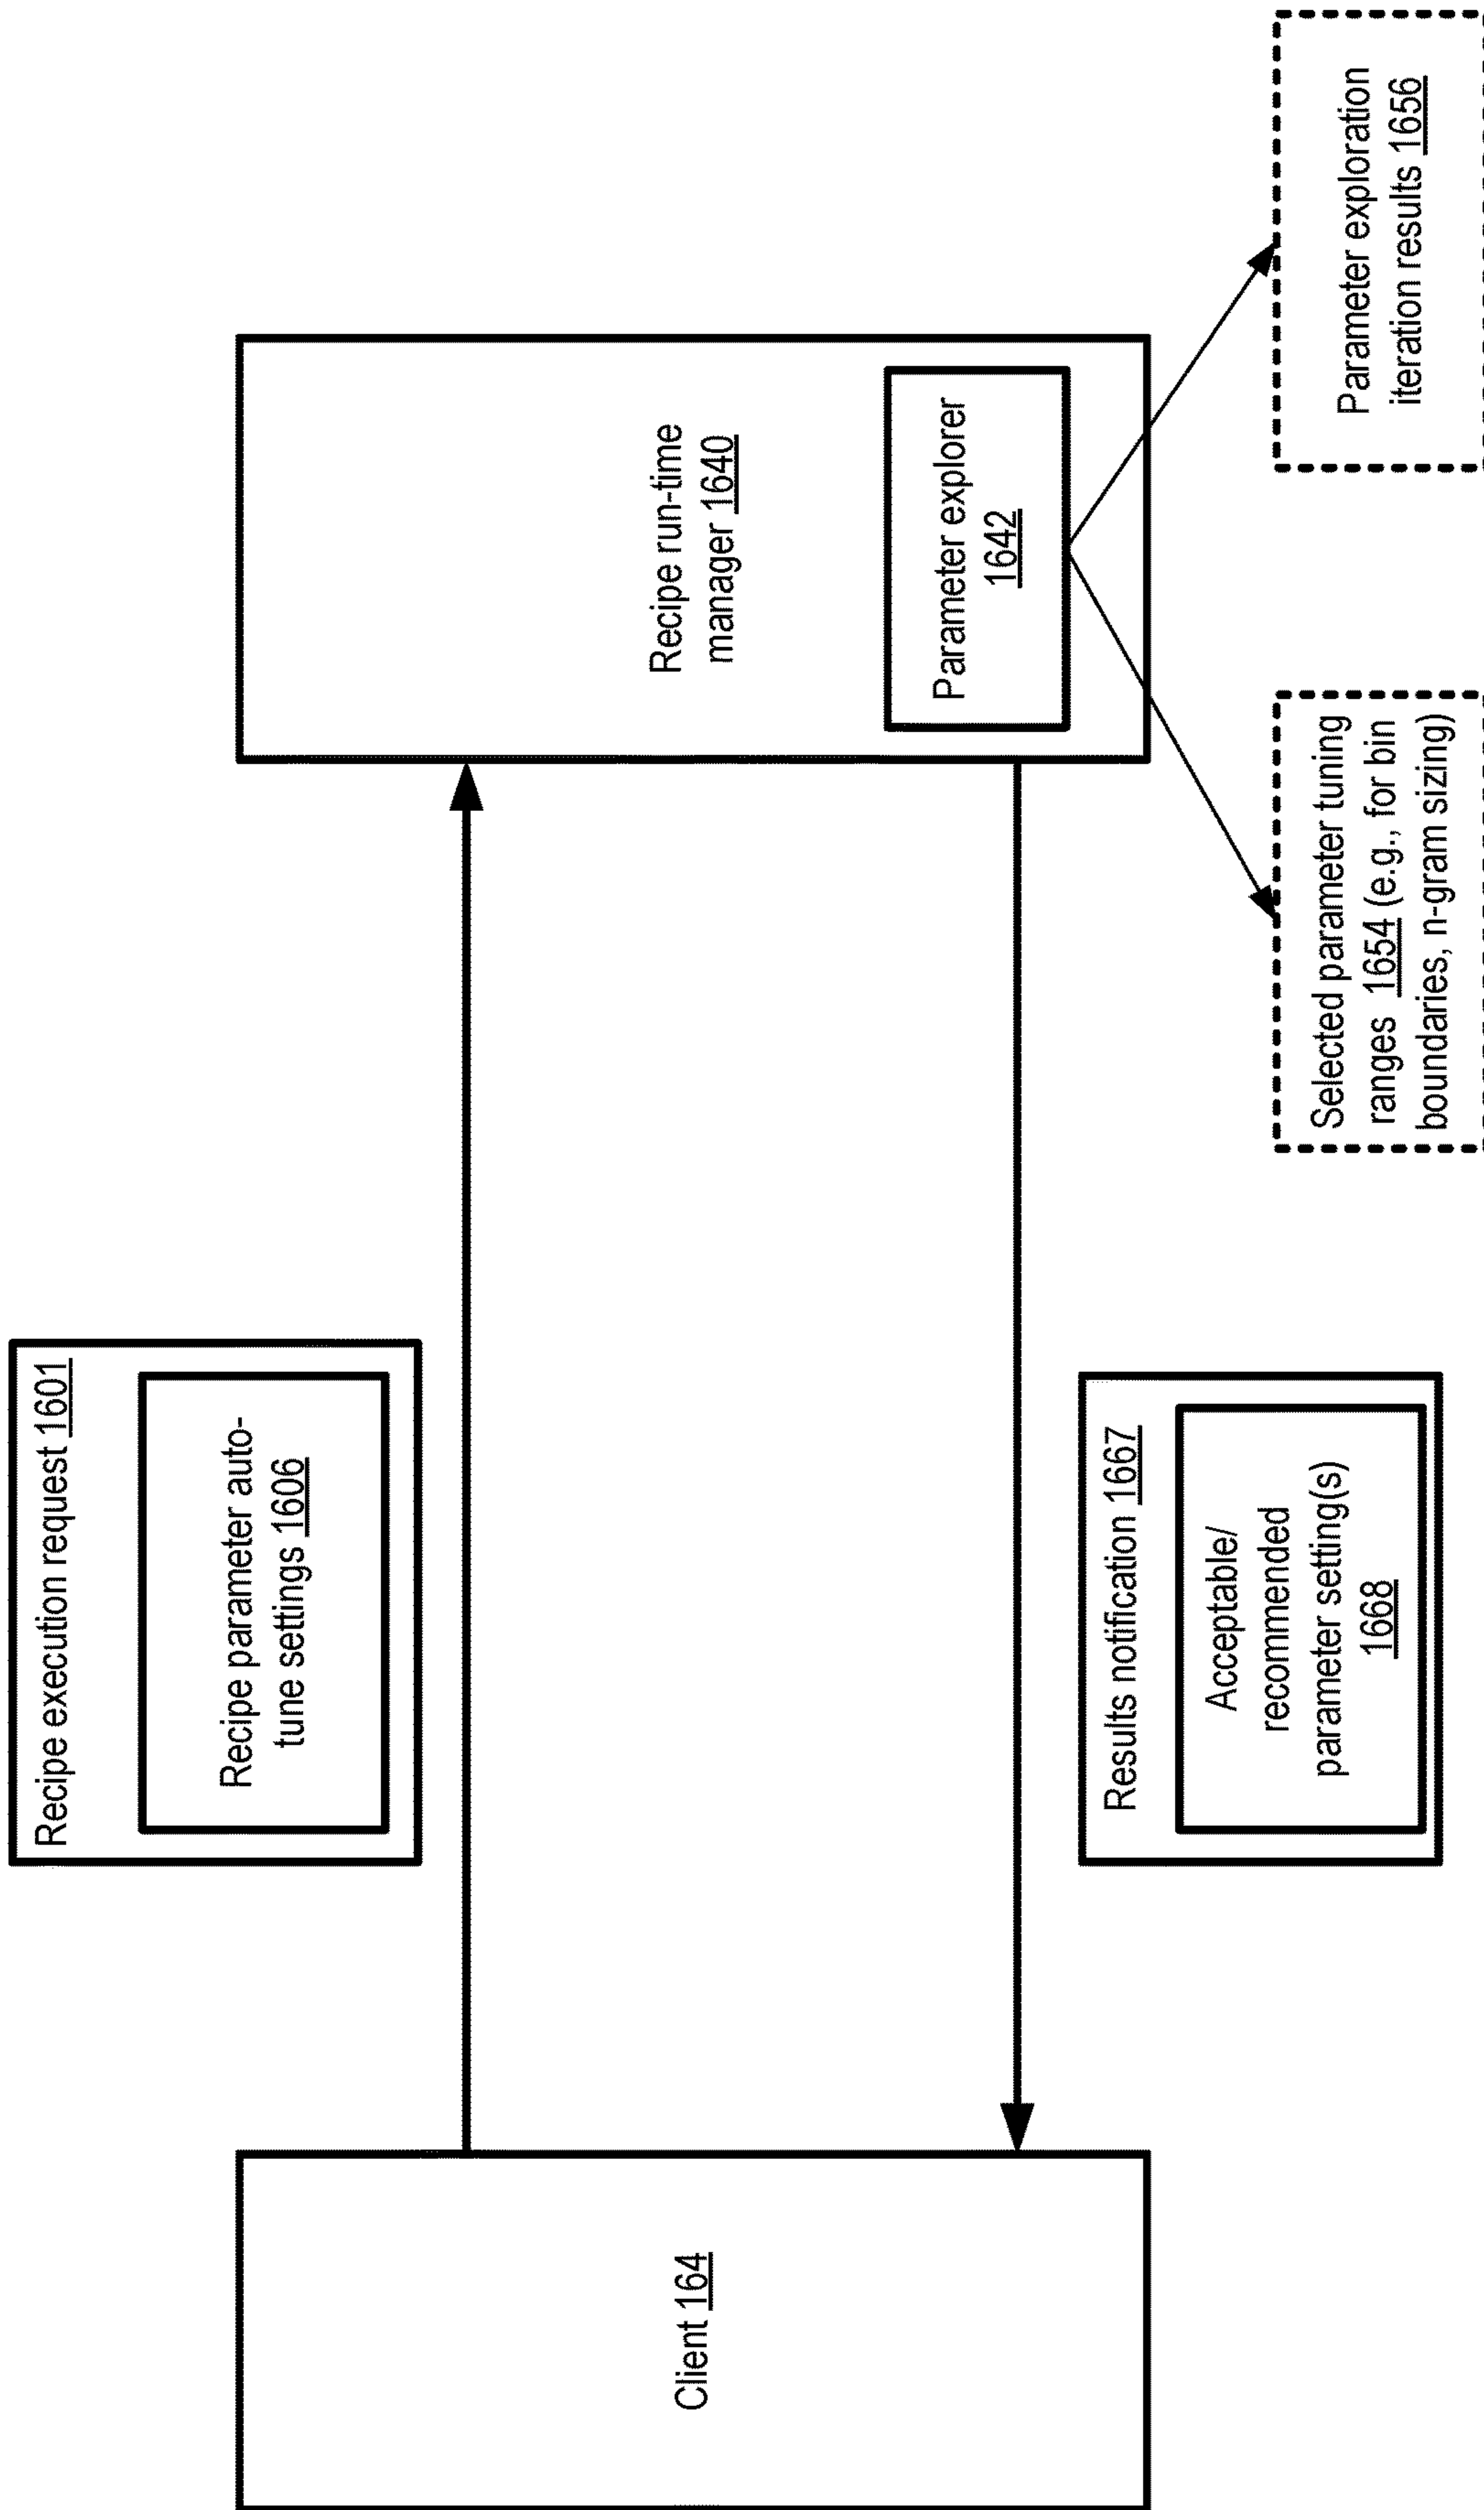 Recipe execution request 1601
Recipe parameter auto-
tune settings 1606
Client 164
Recipe run-time
manager 1640
Parameter explorer
1642
Results notification 1667
Acceptable/
recommended
parameter setting(s)
1668
Selected parameter tuning
ranges 1654 (e.g., for bin
boundaries, n-gram sizing)
Parameter exploration
iteration results 1656